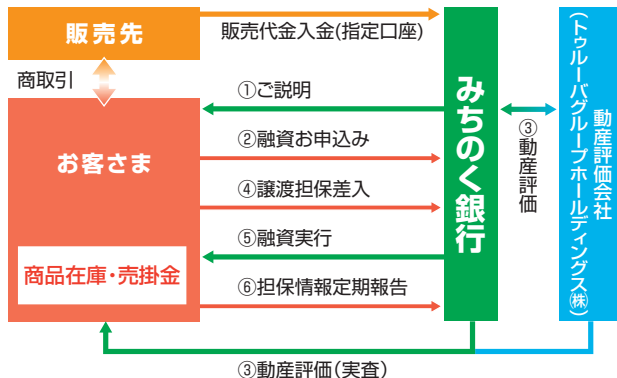 販売先
販売代金入金(指定口座)
商取引
①ご説明
お客さま
②融資お申込み
④譲渡担保差入
⑤融資実行
商品在庫・売掛金
⑥担保情報定期報告
みちのく銀行
③動産評価
動産評価会社
(トゥルーバグループホールディングス㈱)
③動産評価(実査)